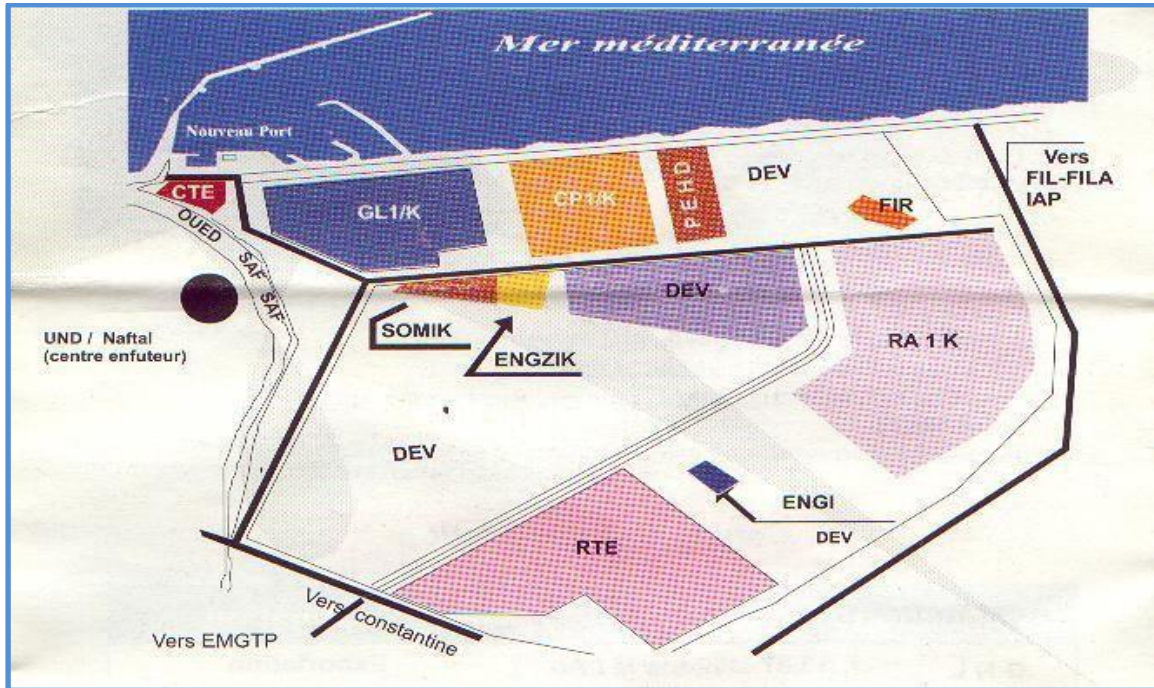 Mer méditerranée
Nouveau Port
CTE
GL1/K
CP1/K
PEHD
DEV
FIR
Vers
FIL-FILA
IAP
OUED
SAF
SAF
UND / Naftal
(centre enfuteur)
SOMIK
ENGZIK
DEV
RA 1 K
DEV
ENGI
DEV
RTE
Vers constantine
Vers EMGTP